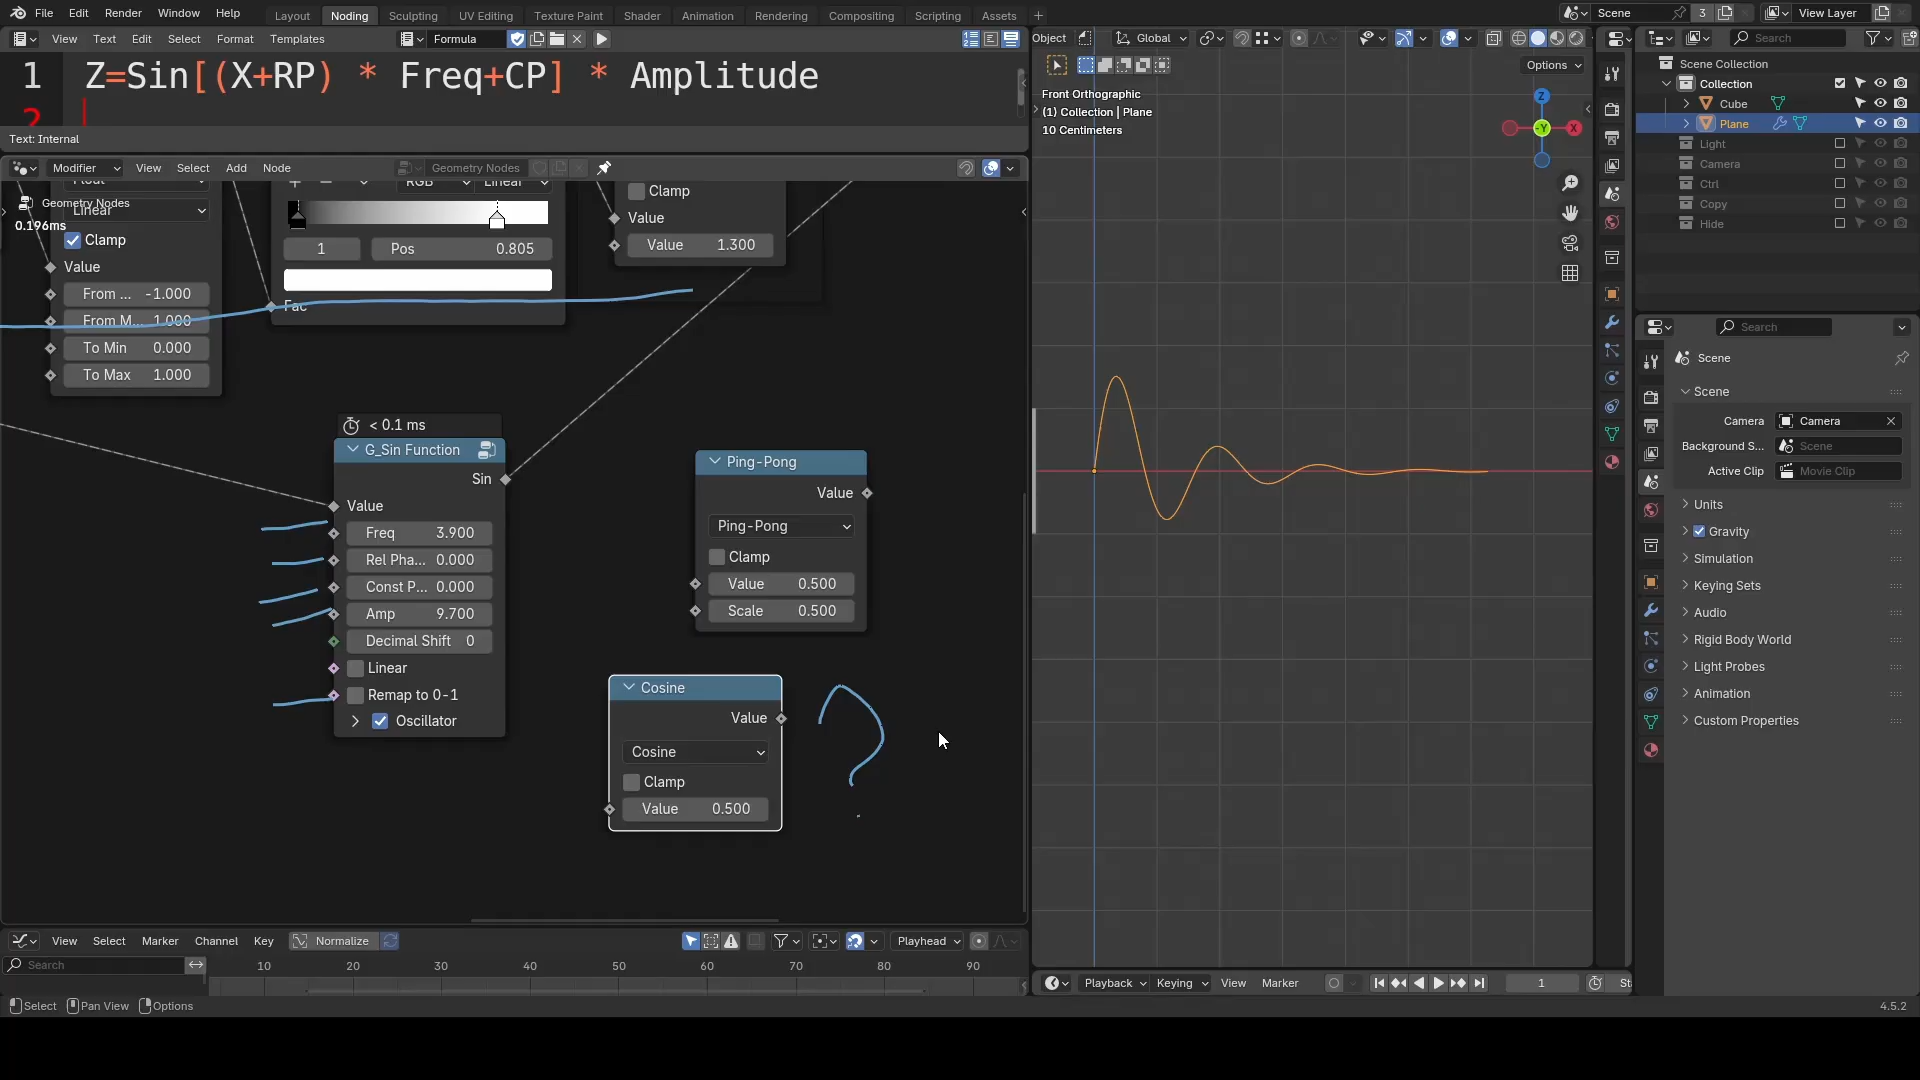 File Edit Render Window Help Layout Noding Sculpting UV Editing Texture Paint Shader Animation Rendering Compositing Scripting Assets + Scene 3 View Layer
View Text Edit Select Format Templates Formula
Object Global
Search
1 Z=Sin[(X+RP) * Freq+CP] * Amplitude
2
Text: Internal
Options
Front Orthographic
(1) Collection | Plane
10 Centimeters
Z
-Y
X
Scene Collection
Collection
Cube
Plane
Light
Camera
Ctrl
Copy
Hide
Modifier View Select Add Node Geometry Nodes
Geometry Nodes
0.196ms
Linear
Clamp
Value
From ... -1.000
From M... 1.000
To Min 0.000
To Max 1.000
RGB Linear
1 Pos 0.805
Fac
Clamp
Value
Value 1.300
< 0.1 ms
G_Sin Function
Sin
Value
Freq 3.900
Rel Pha... 0.000
Const P... 0.000
Amp 9.700
Decimal Shift 0
Linear
Remap to 0-1
Oscillator
Ping-Pong
Value
Ping-Pong
Clamp
Value 0.500
Scale 0.500
Cosine
Value
Cosine
Clamp
Value 0.500
?
Search
Scene
Scene
Camera Camera
Background S... Scene
Active Clip Movie Clip
Units
Gravity
Simulation
Keying Sets
Audio
Rigid Body World
Light Probes
Animation
Custom Properties
View Select Marker Channel Key Normalize Playhead
Search
10 20 30 40 50 60 70 80 90
Playback Keying View Marker 1 St
Select Pan View Options
4.5.2